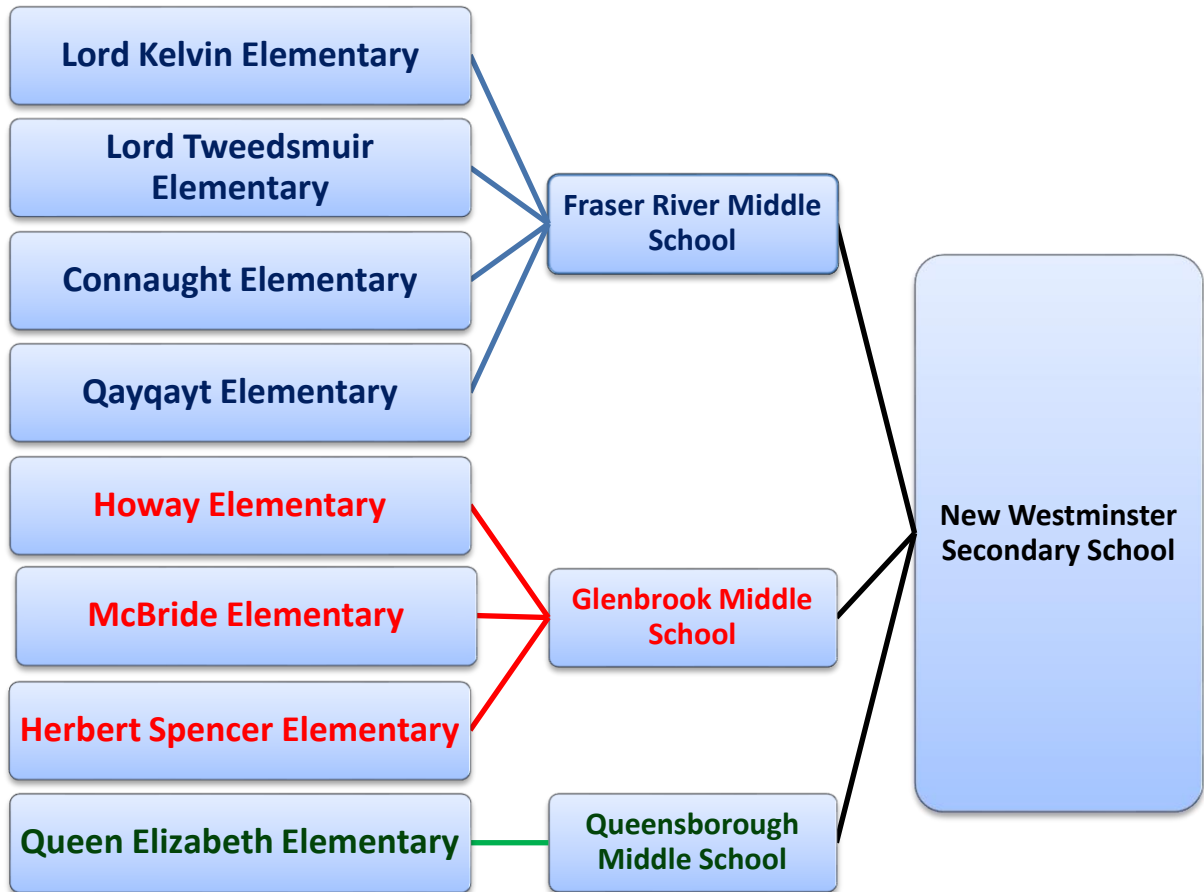 Lord Kelvin Elementary
Lord Tweedsmuir
Elementary
Connaught Elementary
Qayqayt Elementary
Howay Elementary
McBride Elementary
Herbert Spencer Elementary
Queen Elizabeth Elementary
Fraser River Middle
School
Glenbrook Middle
School
Queensborough
Middle School
New Westminster
Secondary School